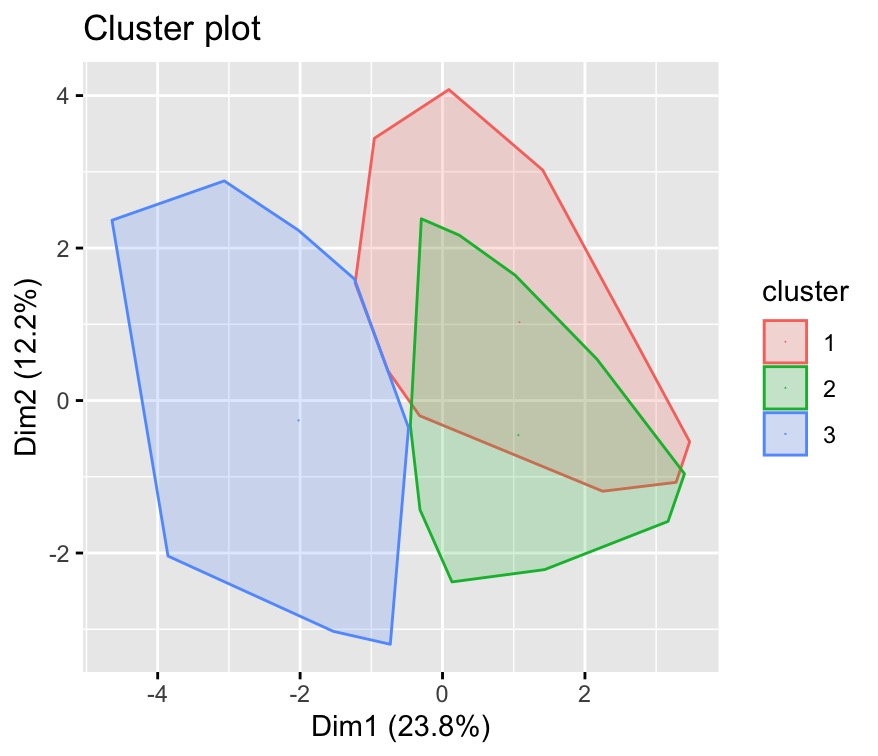 Cluster plot
4
2
0
-2
Dim2 (12.2%)
-4 -2 0 2
Dim1 (23.8%)
cluster
1
2
3